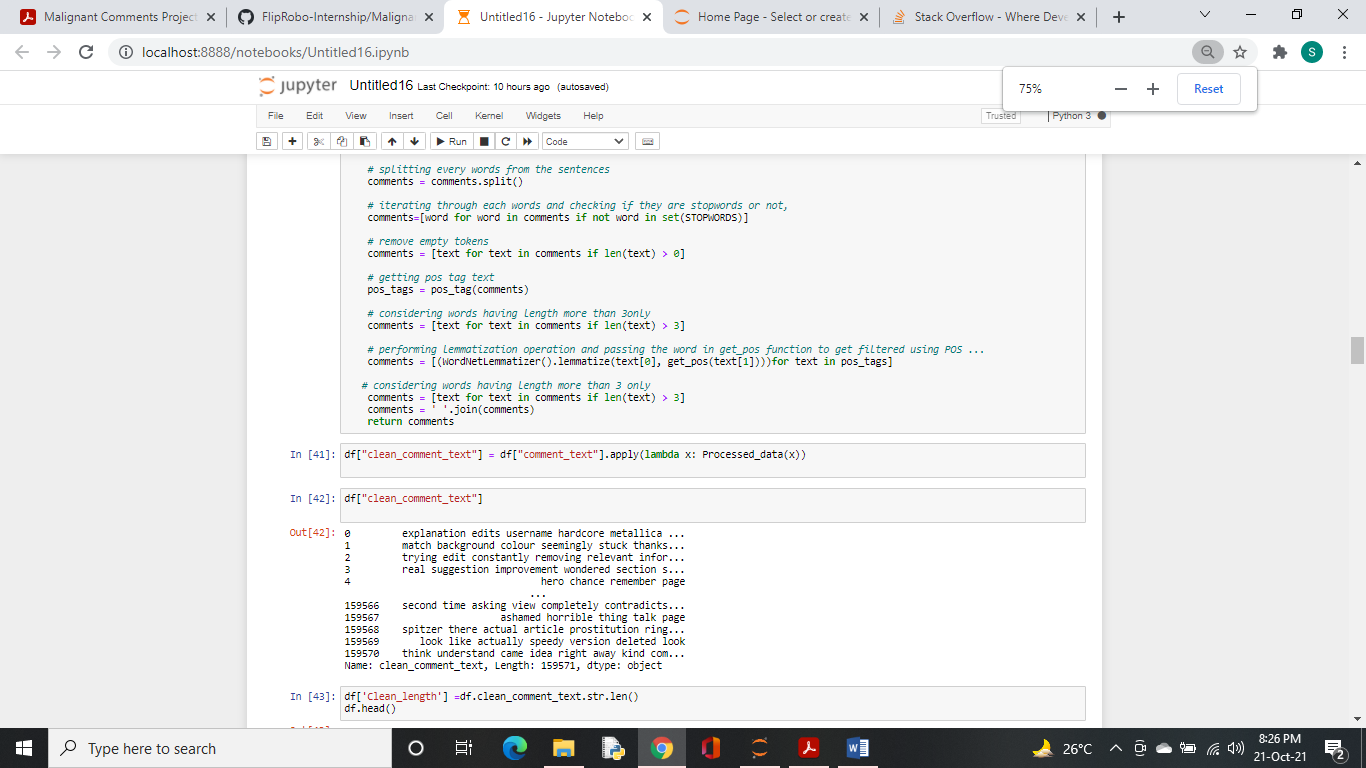 Malignant Comments Project
FlipRobo-Internship/Maligna
Untitled16 - Jupyter Noteboo
Home Page - Select or create
Stack Overflow - Where Deve
localhost:8888/notebooks/Untitled16.ipynb
S
75%
Reset
jupyter Untitled16 Last Checkpoint: 10 hours ago (autosaved)
File Edit View Insert Cell Kernel Widgets Help
Trusted
Python 3
Run
Code
# splitting every words from the sentences
comments = comments.split()
# iterating through each words and checking if they are stopwords or not,
comments=[word for word in comments if not word in set(STOPWORDS)]
# remove empty tokens
comments = [text for text in comments if len(text) > 0]
# getting pos tag text
pos_tags = pos_tag(comments)
# considering words having length more than 3only
comments = [text for text in comments if len(text) > 3]
# performing lemmatization operation and passing the word in get_pos function to get filtered using POS ...
comments = [(WordNetLemmatizer().lemmatize(text[0], get_pos(text[1])))for text in pos_tags]
# considering words having length more than 3 only
comments = [text for text in comments if len(text) > 3]
comments = ' '.join(comments)
return comments
In [41]: df["clean_comment_text"] = df["comment_text"].apply(lambda x: Processed_data(x))
In [42]: df["clean_comment_text"]
Out[42]: 0 explanation edits username hardcore metallica ...
1 match background colour seemingly stuck thanks...
2 trying edit constantly removing relevant infor...
3 real suggestion improvement wondered section s...
4 hero chance remember page
...
159566 second time asking view completely contradicts...
159567 ashamed horrible thing talk page
159568 spitzer there actual article prostitution ring...
159569 look like actually speedy version deleted look
159570 think understand came idea right away kind com...
Name: clean_comment_text, Length: 159571, dtype: object
In [43]: df['Clean_length'] =df.clean_comment_text.str.len()
df.head()
Type here to search
26°C
8:26 PM
21-Oct-21
2